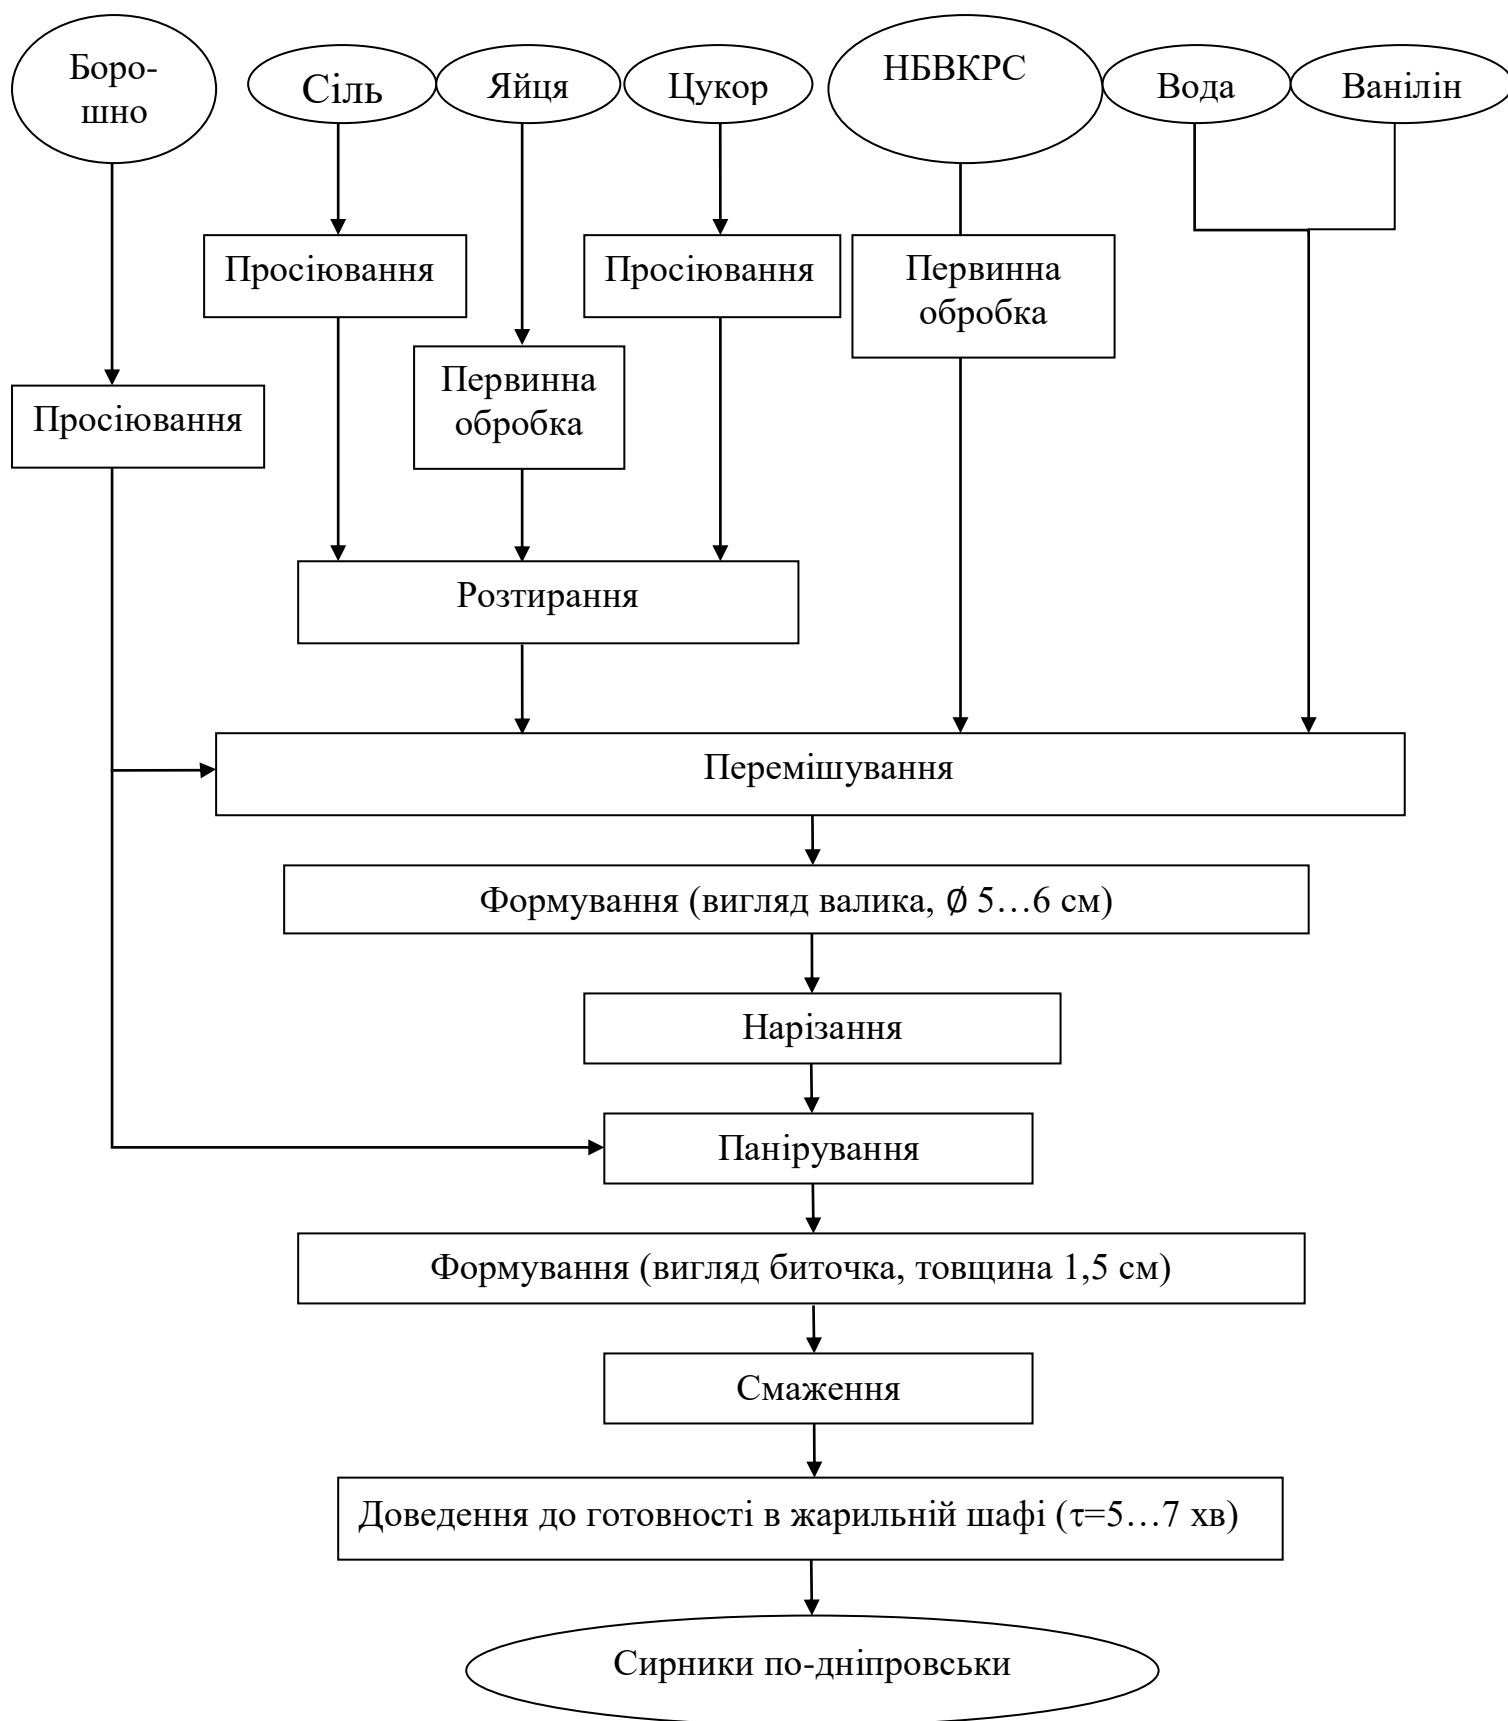 Боро-
шно
Сіль
Яйця
Цукор
НБВКРС
Вода
Ванілін
Просіювання
Просіювання
Первинна
обробка
Первинна
обробка
Просіювання
Розтирання
Перемішування
Формування (вигляд валика, Ø 5…6 см)
Нарізання
Панірування
Формування (вигляд биточка, товщина 1,5 см)
Смаження
Доведення до готовності в жарильній шафі (τ=5…7 хв)
Сирники по-дніпровськи